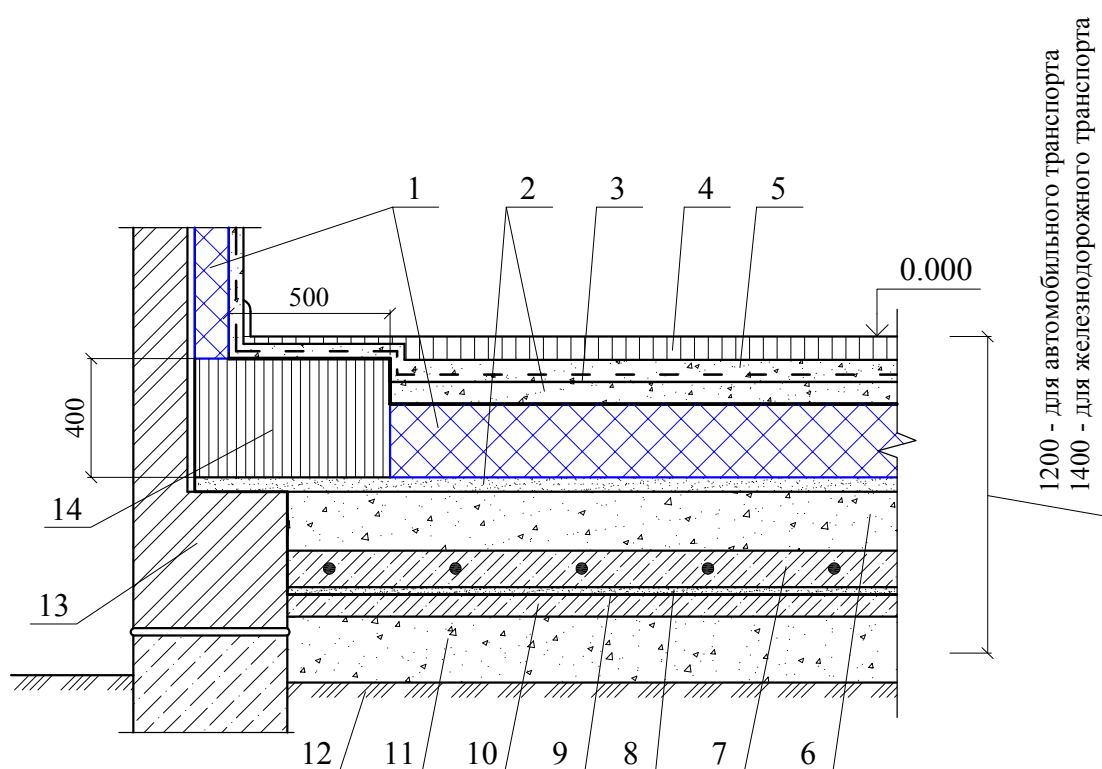 1 2 3 4 5
0.000
500
400
1200 - для автомобильного транспорта
1400 - для железнодорожного транспорта
14
13
12 11 10 9 8 7 6